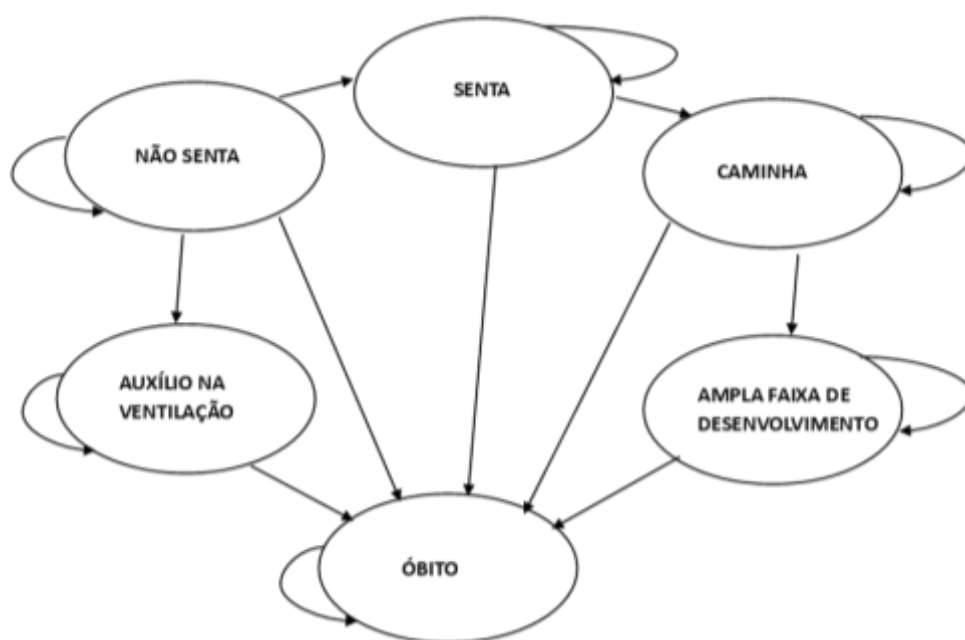 SENTA
NÃO SENTA
CAMINHA
AUXÍLIO NA
VENTILAÇÃO
AMPLA FAIXA DE
DESENVOLVIMENTO
ÓBITO